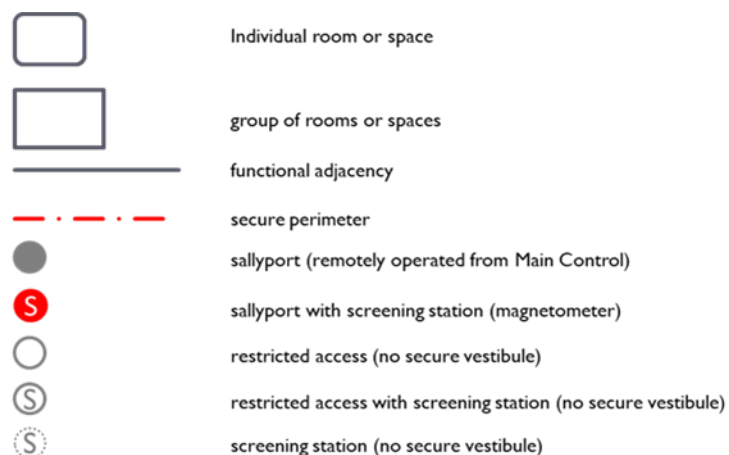 Individual room or space
group of rooms or spaces
functional adjacency
secure perimeter
sallyport (remotely operated from Main Control)
S sallyport with screening station (magnetometer)
restricted access (no secure vestibule)
S restricted access with screening station (no secure vestibule)
S screening station (no secure vestibule)